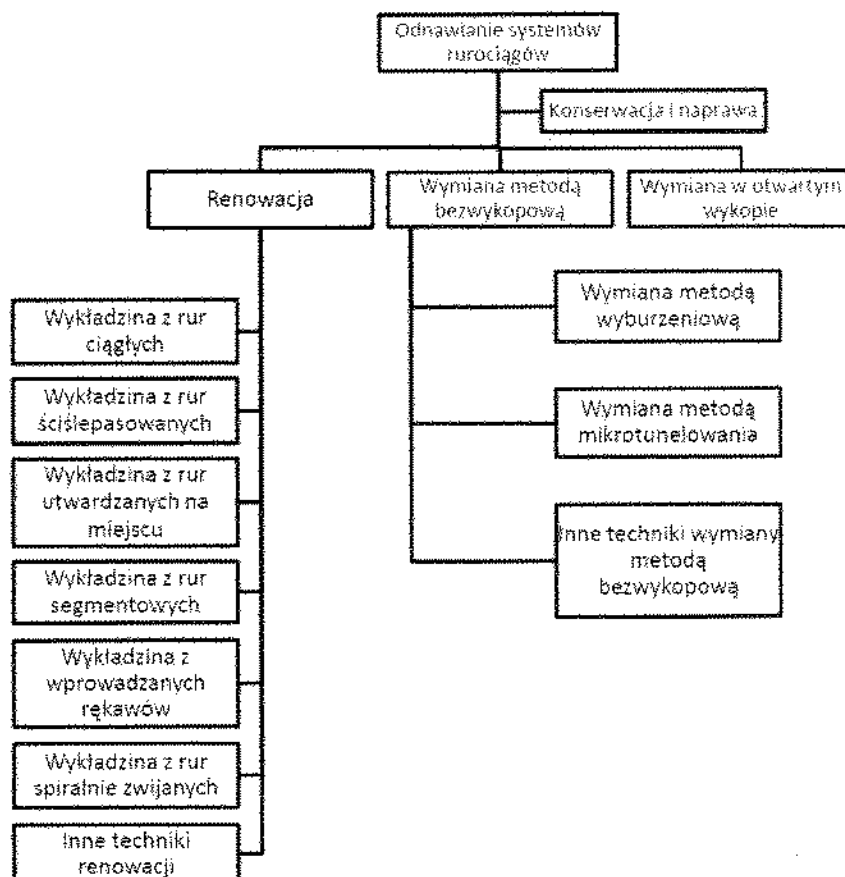 Odnawianie systemów
rurociągów
Konserwacja i naprawa
Renowacja
Wymiana metodą
bezwykopową
Wymiana w otwartym
wykopie
Wykładzina z rur
ciągłych
Wykładzina z rur
ściślepasowanych
Wykładzina z rur
utwardzanych na
miejscu
Wykładzina z rur
segmentowych
Wykładzina z
wprowadzanych
rękawów
Wykładzina z rur
spiralnie zwijanych
Inne techniki
renowacji
Wymiana metodą
wyburzeniową
Wymiana metodą
mikrotunelowania
Inne techniki wymiany
metodą
bezwykopową